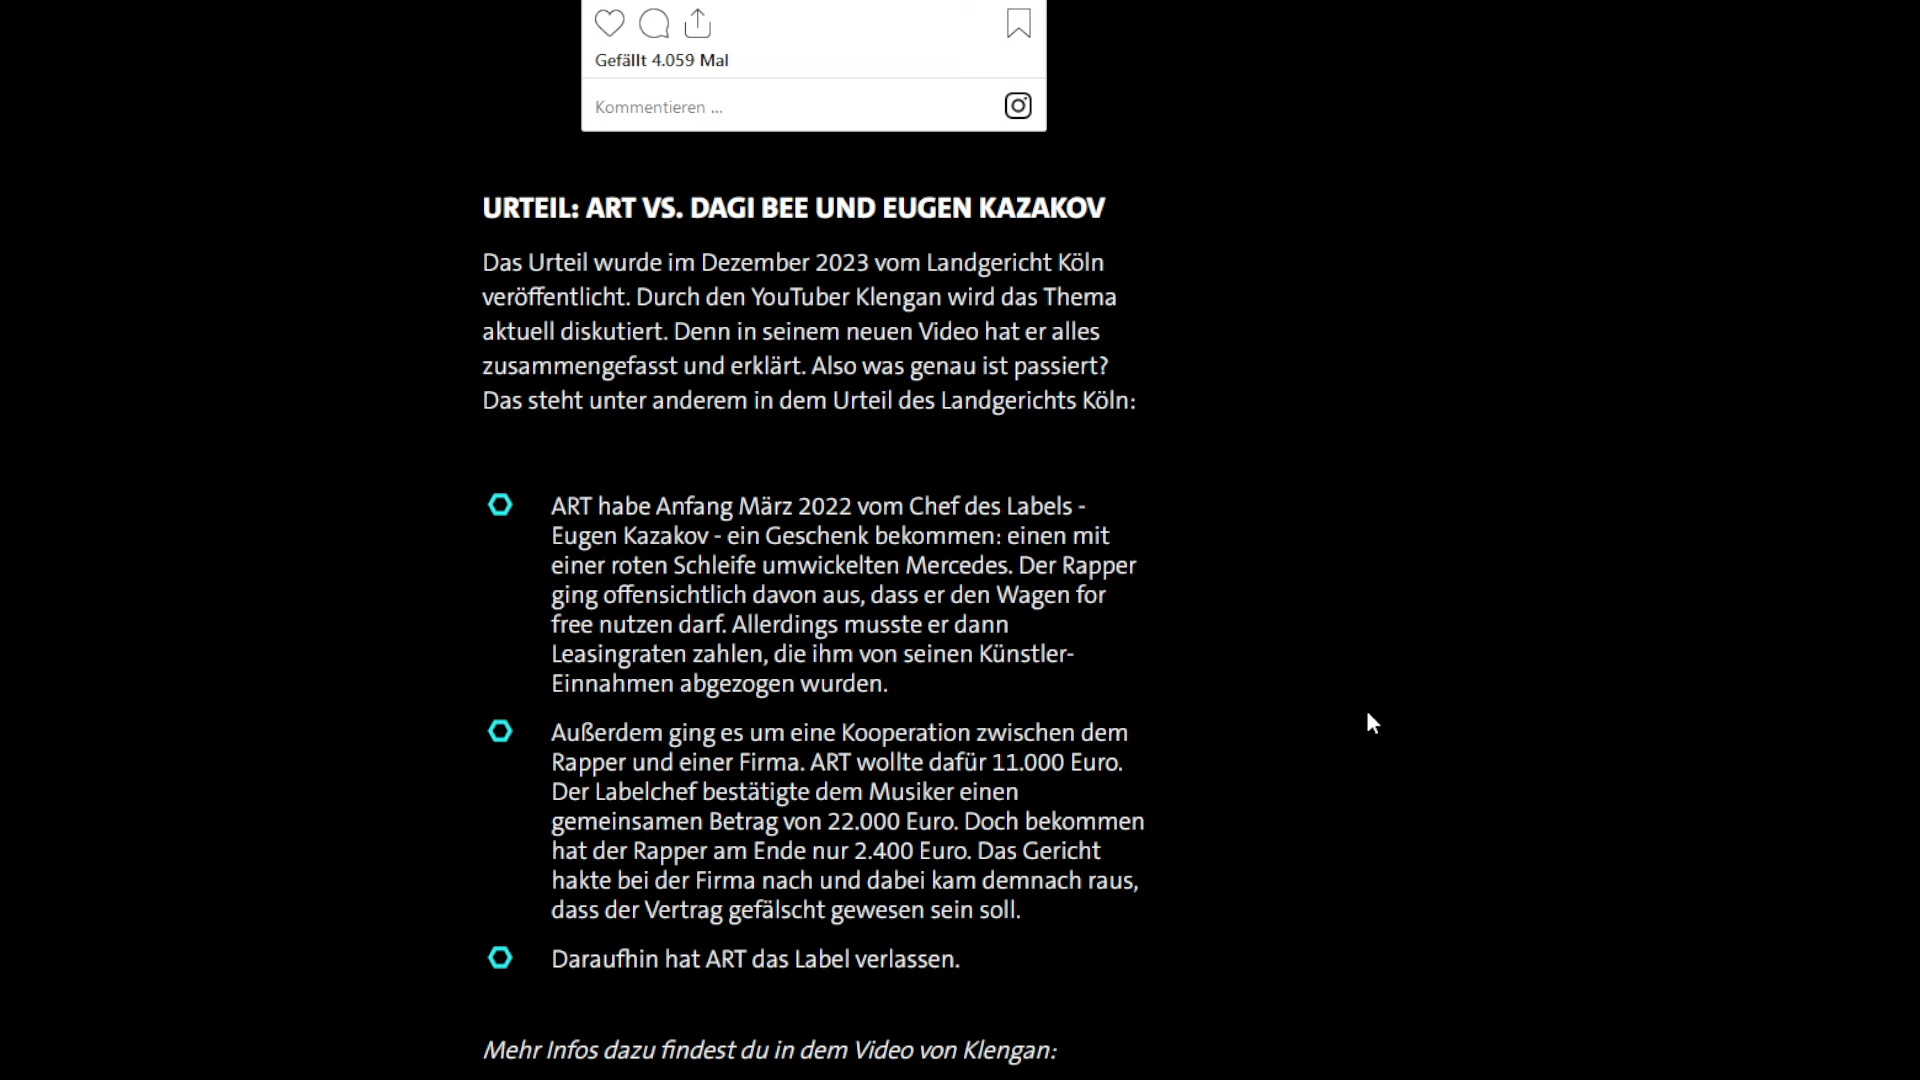 Gefällt 4.059 Mal
Kommentieren ...
URTEIL: ART VS. DAGI BEE UND EUGEN KAZAKOV
Das Urteil wurde im Dezember 2023 vom Landgericht Köln
veröffentlicht. Durch den YouTuber Klengan wird das Thema
aktuell diskutiert. Denn in seinem neuen Video hat er alles
zusammengefasst und erklärt. Also was genau ist passiert?
Das steht unter anderem in dem Urteil des Landgerichts Köln:
ART habe Anfang März 2022 vom Chef des Labels -
Eugen Kazakov - ein Geschenk bekommen: einen mit
einer roten Schleife umwickelten Mercedes. Der Rapper
ging offensichtlich davon aus, dass er den Wagen for
free nutzen darf. Allerdings musste er dann
Leasingraten zahlen, die ihm von seinen Künstler-
Einnahmen abgezogen wurden.
Außerdem ging es um eine Kooperation zwischen dem
Rapper und einer Firma. ART wollte dafür 11.000 Euro.
Der Labelchef bestätigte dem Musiker einen
gemeinsamen Betrag von 22.000 Euro. Doch bekommen
hat der Rapper am Ende nur 2.400 Euro. Das Gericht
hakte bei der Firma nach und dabei kam demnach raus,
dass der Vertrag gefälscht gewesen sein soll.
Daraufhin hat ART das Label verlassen.
Mehr Infos dazu findest du in dem Video von Klengan: